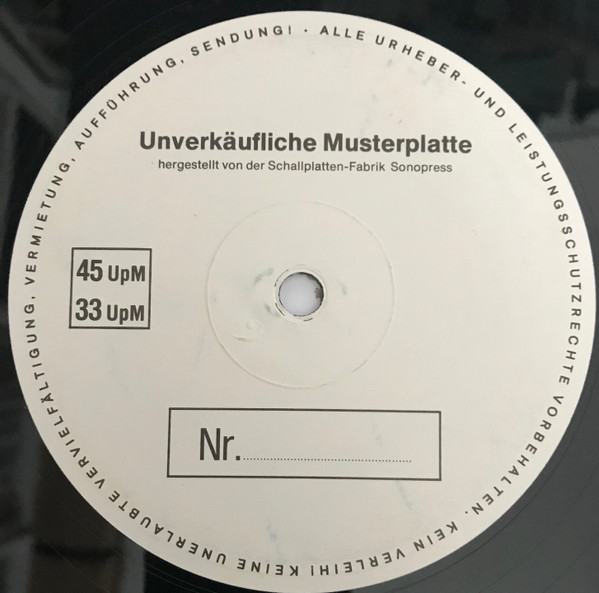 ALLE URHEBER- UND LEISTUNGSSCHUTZRECHTE VORBEHALTEN. KEIN VERLEIH! KEINE UNERLAUBTE VERVIELFÄLTIGUNG, VERMIETUNG, AUFFÜHRUNG, SENDUNG! ·
Unverkäufliche Musterplatte
hergestellt von der Schallplatten-Fabrik Sonopress
45 UpM
33 UpM
Nr.